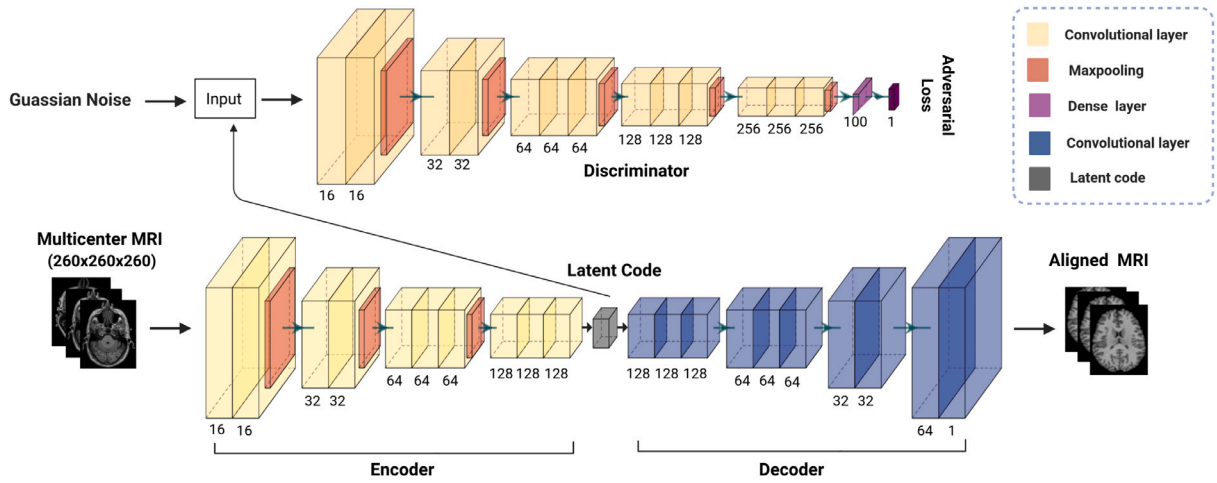 Guassian Noise
Input
16 16
32 32
64 64 64
128 128 128
256 256 256
100 1
Adversarial
Loss
Discriminator
Convolutional layer
Maxpooling
Dense layer
Convolutional layer
Latent code
Multicenter MRI
(260x260x260)
16 16
32 32
64 64 64
128 128 128
Latent Code
128 128 128
64 64 64
32 32
64 1
Aligned MRI
Encoder
Decoder